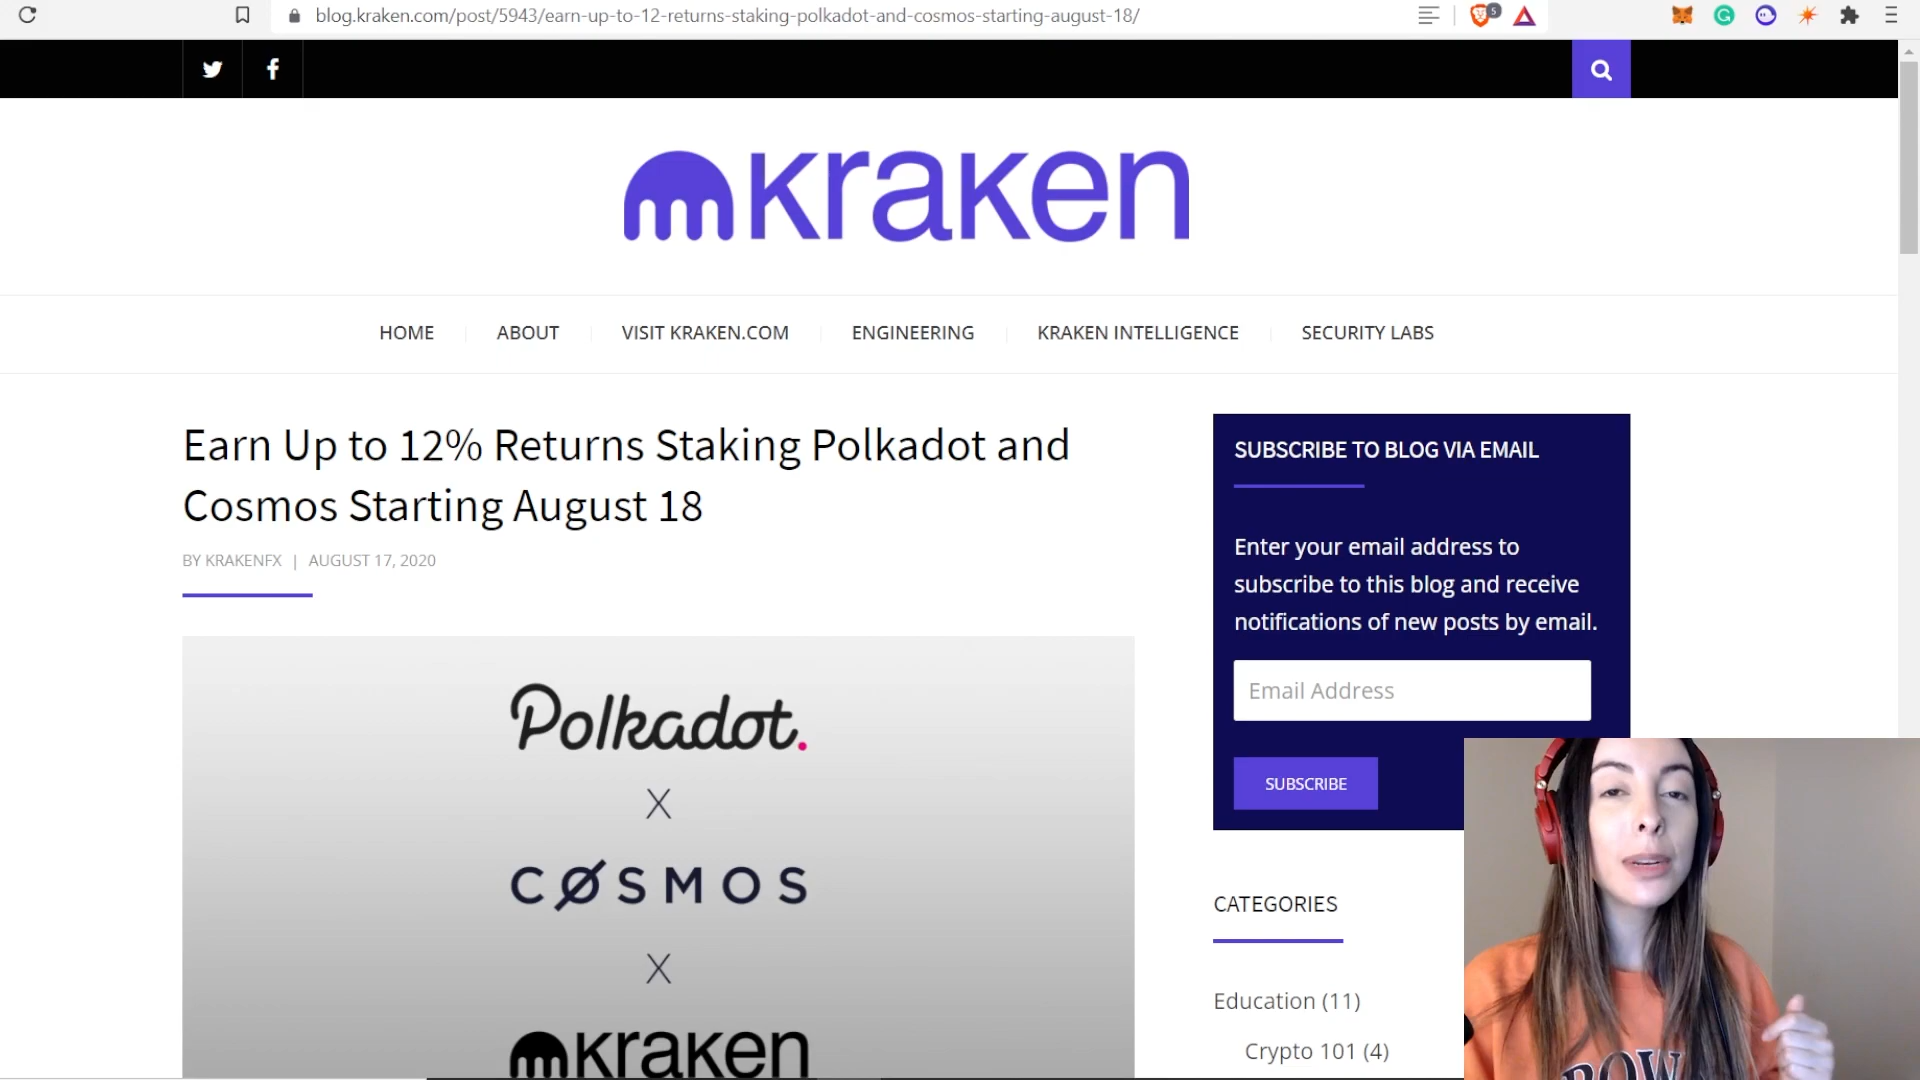 blog.kraken.com/post/5943/earn-up-to-12-returns-staking-polkadot-and-cosmos-starting-august-18/
5
kraken
HOME
ABOUT
VISIT KRAKEN.COM
ENGINEERING
KRAKEN INTELLIGENCE
SECURITY LABS
Earn Up to 12% Returns Staking Polkadot and
Cosmos Starting August 18
BY KRAKENFX | AUGUST 17, 2020
Polkadot.
X
COSMOS
X
kraken
SUBSCRIBE TO BLOG VIA EMAIL
Enter your email address to
subscribe to this blog and receive
notifications of new posts by email.
Email Address
SUBSCRIBE
CATEGORIES
Education (11)
Crypto 101 (4)